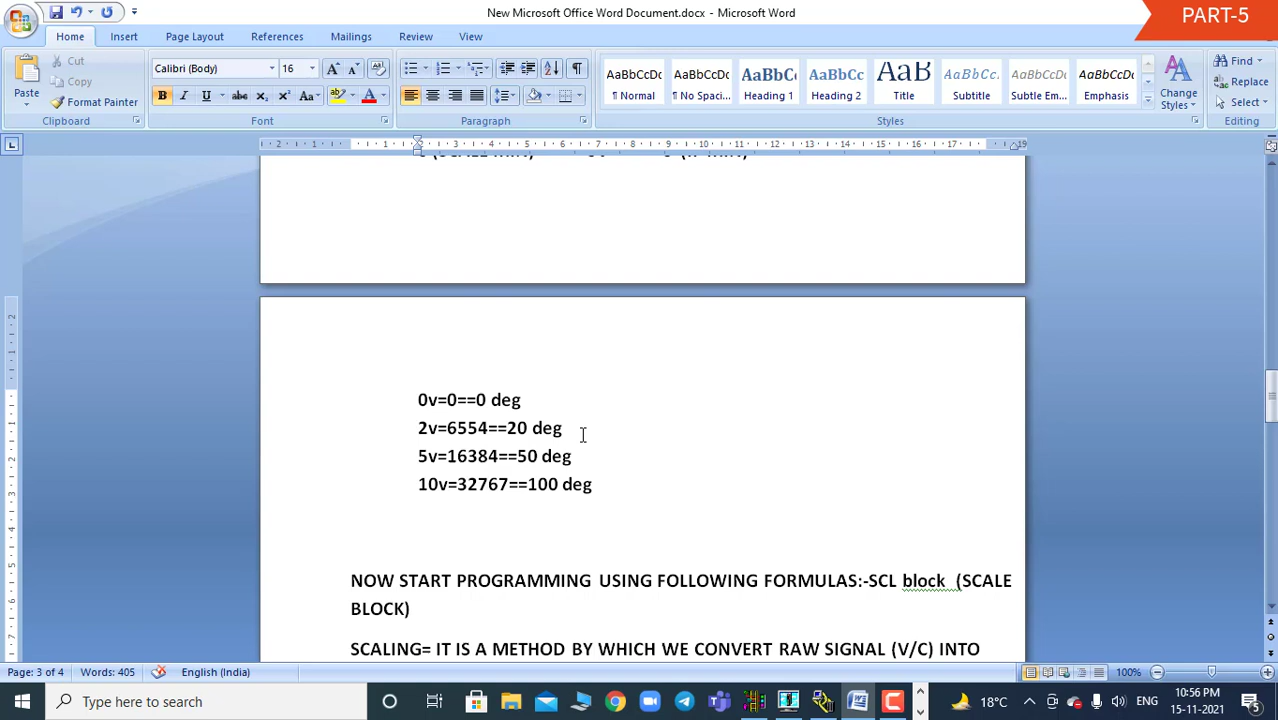 New Microsoft Office Word Document.docx - Microsoft Word
PART-5
Home Insert Page Layout References Mailings Review View
Paste
Cut
Copy
Format Painter
Clipboard
Calibri (Body) 16
Font
Paragraph
AaBbCcDc AaBbCcDc AaBbCc AaBbCc AaB AaBbCc. AaBbCcDc AaBbCcDc
¶ Normal ¶ No Spaci... Heading 1 Heading 2 Title Subtitle Subtle Em... Emphasis
Styles
Change Styles
Find
Replace
Select
Editing
0v=0==0 deg
2v=6554==20 deg
5v=16384==50 deg
10v=32767==100 deg
NOW START PROGRAMMING USING FOLLOWING FORMULAS:-SCL block (SCALE
BLOCK)
SCALING= IT IS A METHOD BY WHICH WE CONVERT RAW SIGNAL (V/C) INTO
Page: 3 of 4 Words: 405 English (India) 100%
Type here to search
18°C ENG 10:56 PM
15-11-2021
5